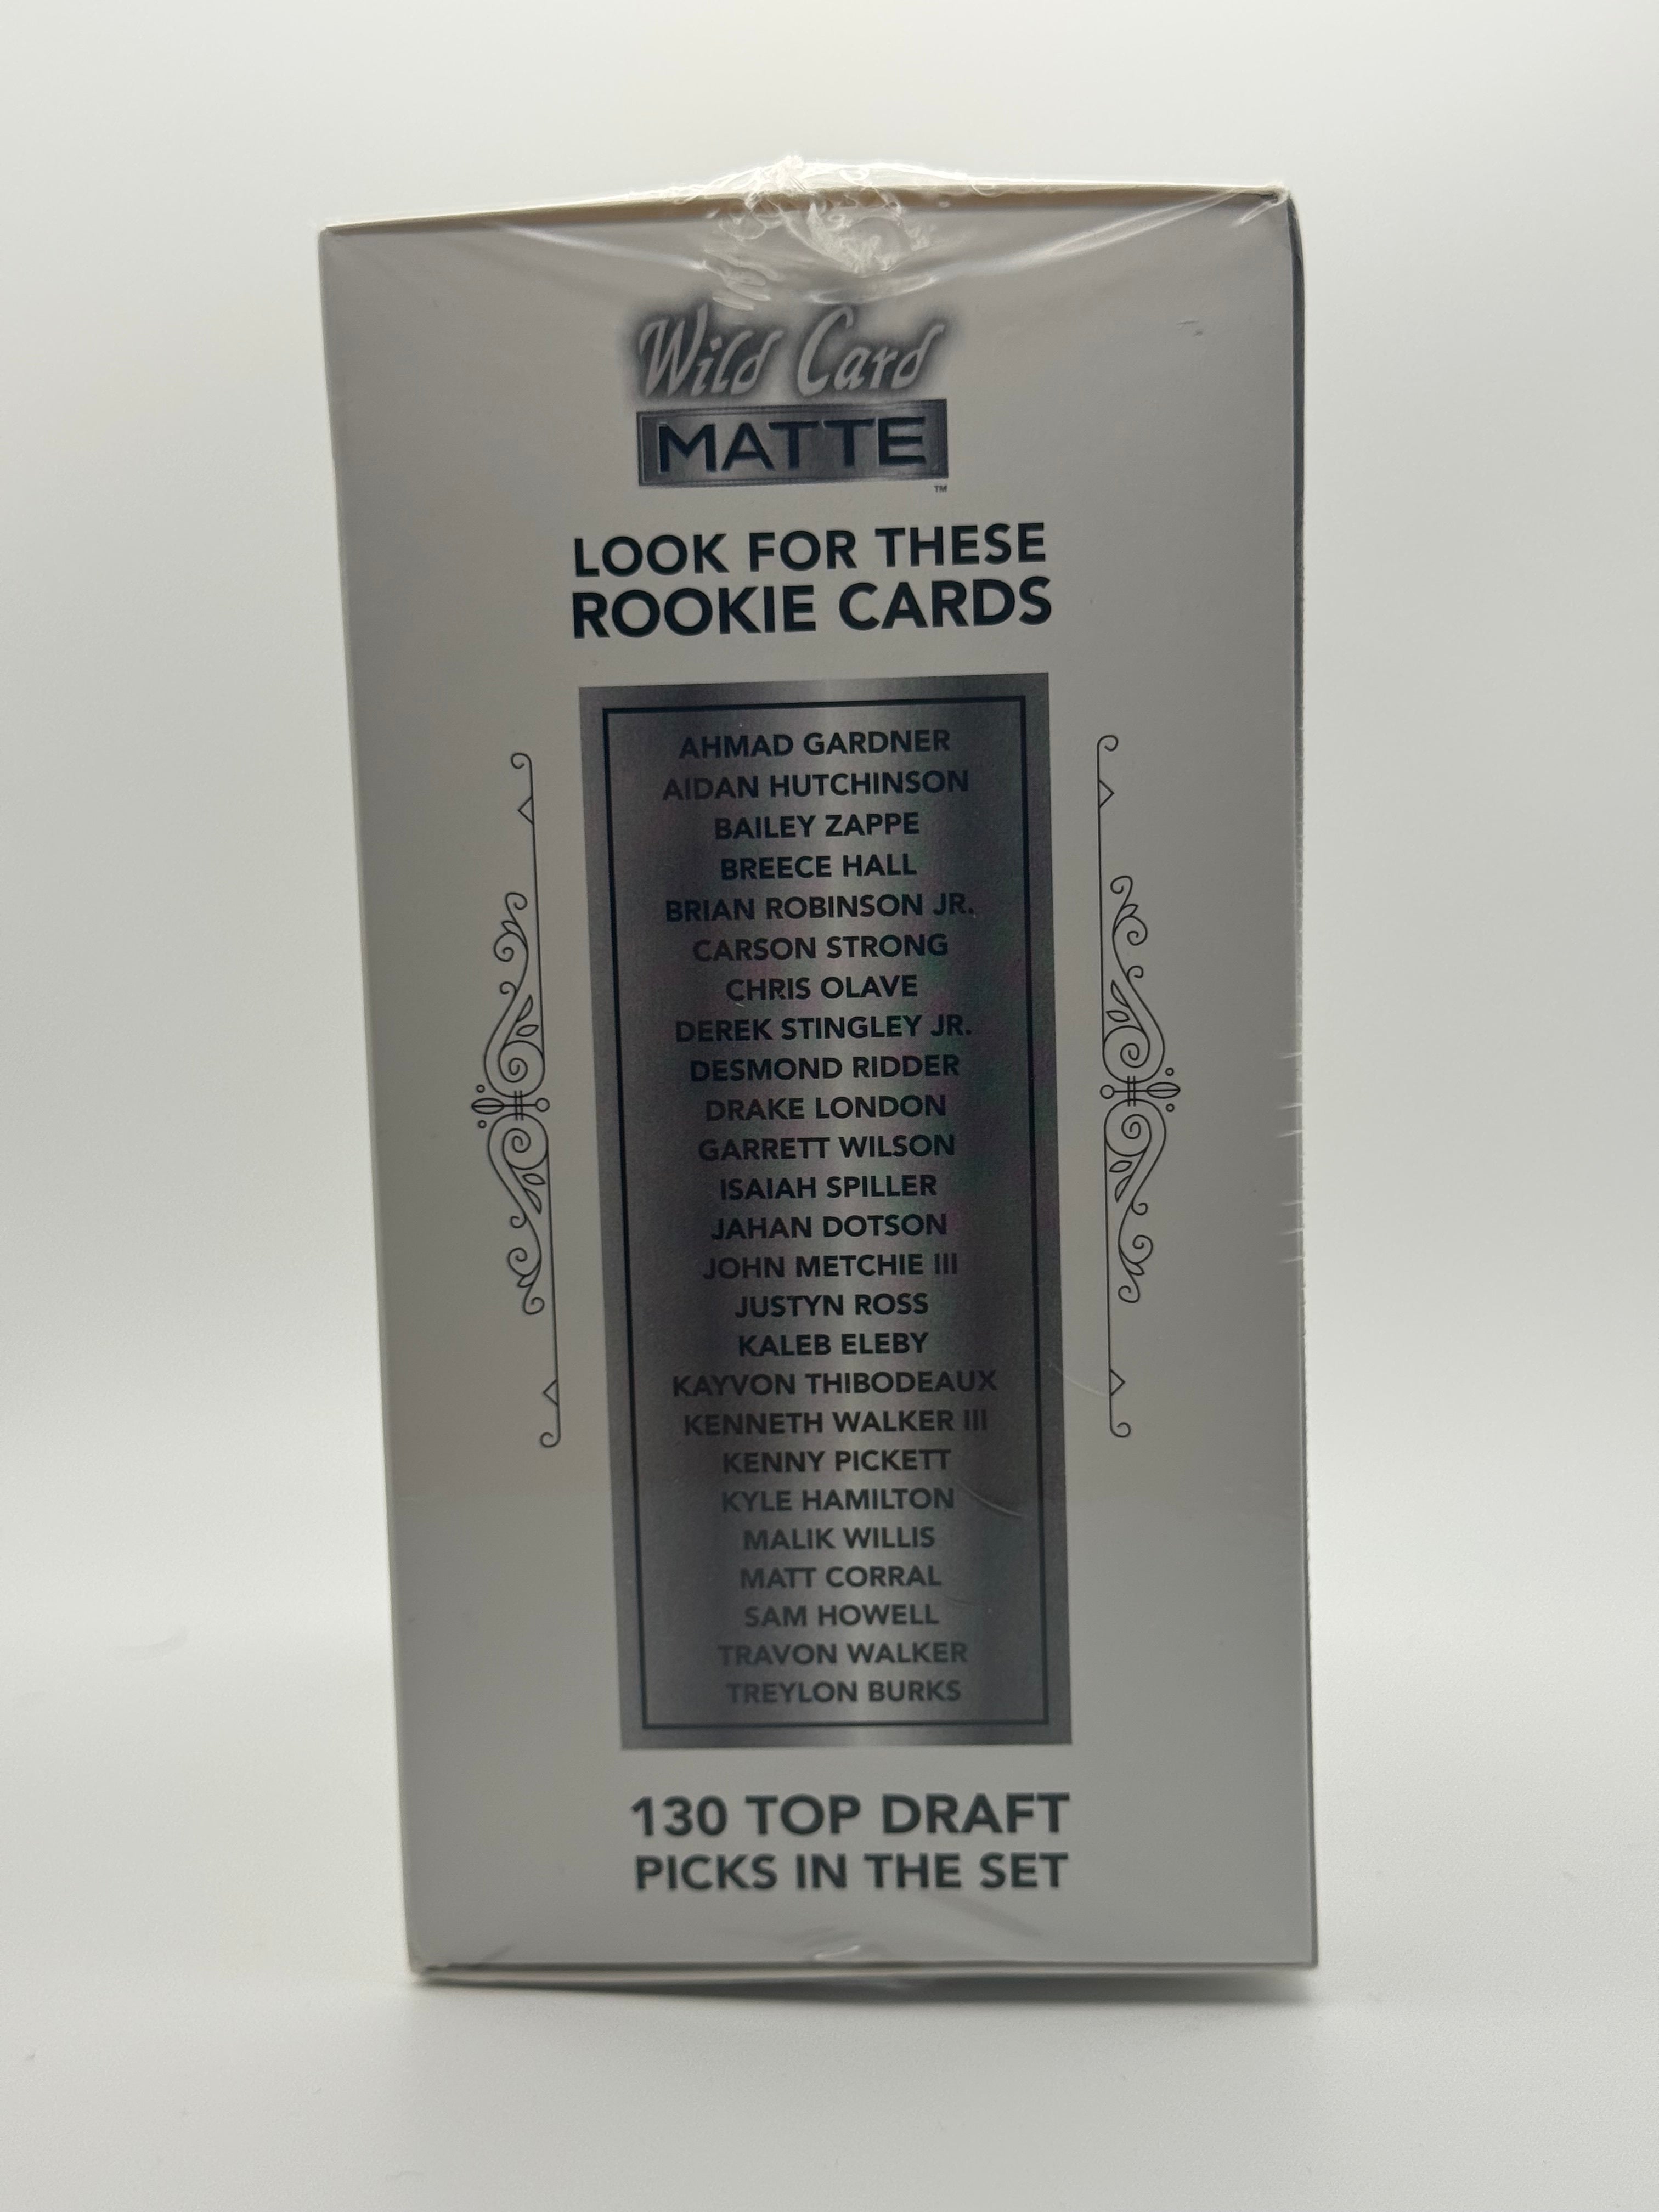 Wild Card
MATTE
TM
LOOK FOR THESE
ROOKIE CARDS
AHMAD GARDNER
AIDAN HUTCHINSON
BAILEY ZAPPE
BREECE HALL
BRIAN ROBINSON JR.
CARSON STRONG
CHRIS OLAVE
DEREK STINGLEY JR.
DESMOND RIDDER
DRAKE LONDON
GARRETT WILSON
ISAIAH SPILLER
JAHAN DOTSON
JOHN METCHIE III
JUSTYN ROSS
KALEB ELEBY
KAYVON THIBODEAUX
KENNETH WALKER III
KENNY PICKETT
KYLE HAMILTON
MALIK WILLIS
MATT CORRAL
SAM HOWELL
TRAVON WALKER
TREYLON BURKS
130 TOP DRAFT
PICKS IN THE SET